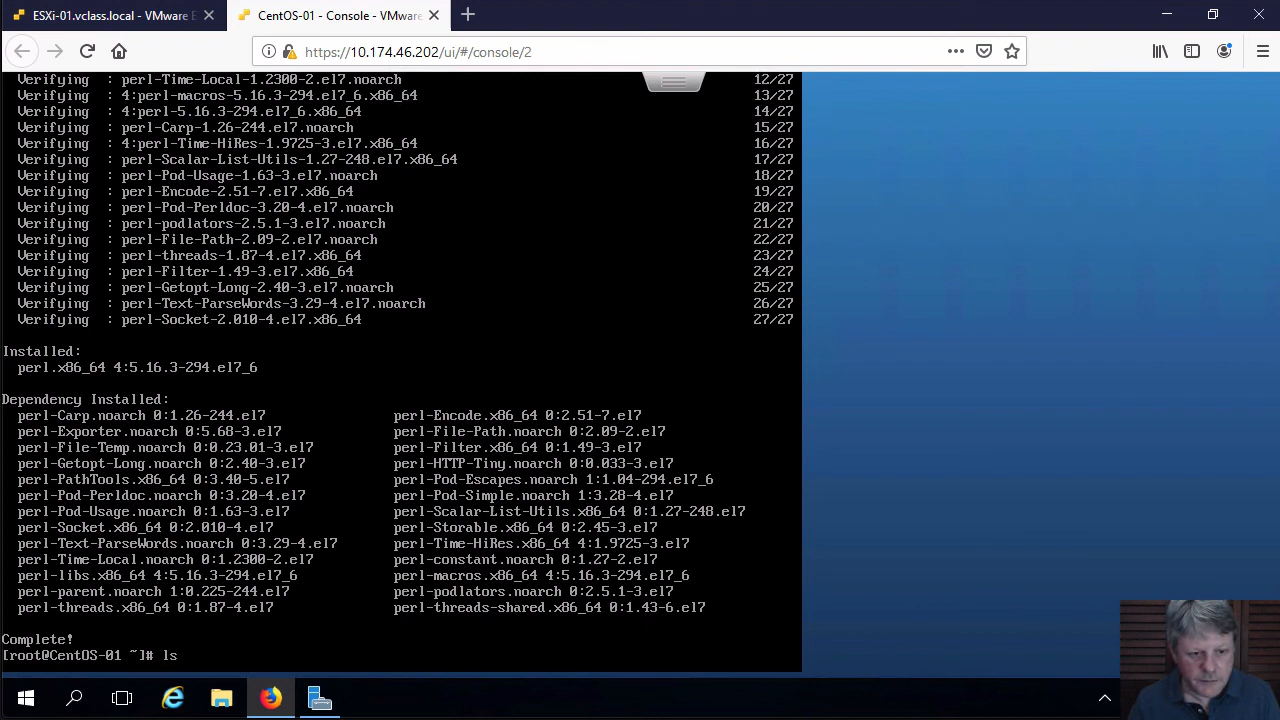 ESXi-01.vclass.local - VMware E
CentOS-01 - Console - VMware
https://10.174.46.202/ui/#/console/2
Verifying : perl-Time-Local-1.2300-2.el7.noarch 12/27
Verifying : 4:perl-macros-5.16.3-294.el7_6.x86_64 13/27
Verifying : 4:perl-5.16.3-294.el7_6.x86_64 14/27
Verifying : perl-Carp-1.26-244.el7.noarch 15/27
Verifying : 4:perl-Time-HiRes-1.9725-3.el7.x86_64 16/27
Verifying : perl-Scalar-List-Utils-1.27-248.el7.x86_64 17/27
Verifying : perl-Pod-Usage-1.63-3.el7.noarch 18/27
Verifying : perl-Encode-2.51-7.el7.x86_64 19/27
Verifying : perl-Pod-Perldoc-3.20-4.el7.noarch 20/27
Verifying : perl-podlators-2.5.1-3.el7.noarch 21/27
Verifying : perl-File-Path-2.09-2.el7.noarch 22/27
Verifying : perl-threads-1.87-4.el7.x86_64 23/27
Verifying : perl-Filter-1.49-3.el7.x86_64 24/27
Verifying : perl-Getopt-Long-2.40-3.el7.noarch 25/27
Verifying : perl-Text-ParseWords-3.29-4.el7.noarch 26/27
Verifying : perl-Socket-2.010-4.el7.x86_64 27/27
Installed:
perl.x86_64 4:5.16.3-294.el7_6
Dependency Installed:
perl-Carp.noarch 0:1.26-244.el7 perl-Encode.x86_64 0:2.51-7.el7
perl-Exporter.noarch 0:5.68-3.el7 perl-File-Path.noarch 0:2.09-2.el7
perl-File-Temp.noarch 0:0.23.01-3.el7 perl-Filter.x86_64 0:1.49-3.el7
perl-Getopt-Long.noarch 0:2.40-3.el7 perl-HTTP-Tiny.noarch 0:0.033-3.el7
perl-PathTools.x86_64 0:3.40-5.el7 perl-Pod-Escapes.noarch 1:1.04-294.el7_6
perl-Pod-Perldoc.noarch 0:3.20-4.el7 perl-Pod-Simple.noarch 1:3.28-4.el7
perl-Pod-Usage.noarch 0:1.63-3.el7 perl-Scalar-List-Utils.x86_64 0:1.27-248.el7
perl-Socket.x86_64 0:2.010-4.el7 perl-Storable.x86_64 0:2.45-3.el7
perl-Text-ParseWords.noarch 0:3.29-4.el7 perl-Time-HiRes.x86_64 4:1.9725-3.el7
perl-Time-Local.noarch 0:1.2300-2.el7 perl-constant.noarch 0:1.27-2.el7
perl-libs.x86_64 4:5.16.3-294.el7_6 perl-macros.x86_64 4:5.16.3-294.el7_6
perl-parent.noarch 1:0.225-244.el7 perl-podlators.noarch 0:2.5.1-3.el7
perl-threads.x86_64 0:1.87-4.el7 perl-threads-shared.x86_64 0:1.43-6.el7
Complete!
[root@CentOS-01 ~]# ls